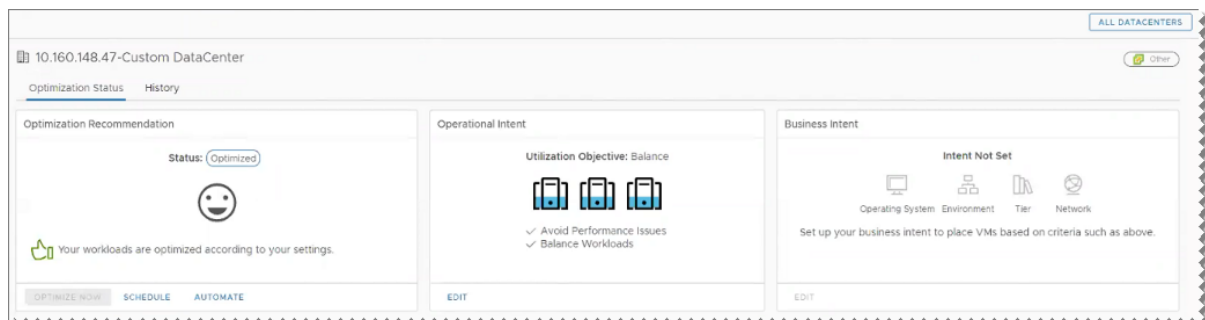 ALL DATACENTERS
10.160.148.47-Custom DataCenter
Other
Optimization Status History
Optimization Recommendation
Status: Optimized
Your workloads are optimized according to your settings.
OPTIMIZE NOW SCHEDULE AUTOMATE
Operational Intent
Utilization Objective: Balance
Avoid Performance Issues
Balance Workloads
EDIT
Business Intent
Intent Not Set
Operating System Environment Tier Network
Set up your business intent to place VMs based on criteria such as above.
EDIT